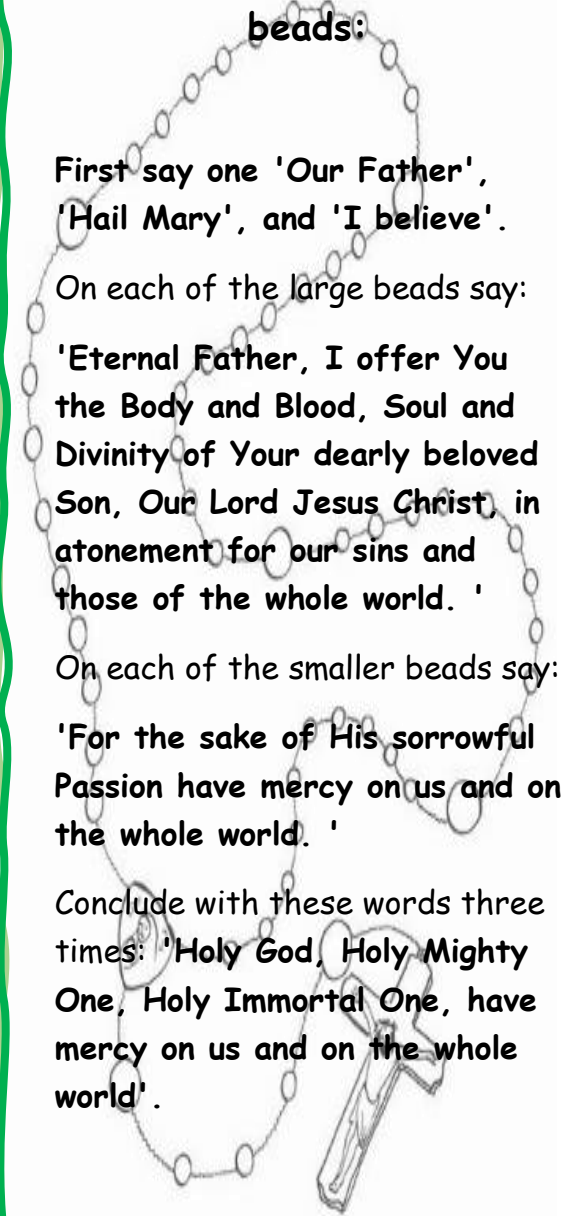 beads:
First say one 'Our Father',
'Hail Mary', and 'I believe'.
On each of the large beads say:
'Eternal Father, I offer You
the Body and Blood, Soul and
Divinity of Your dearly beloved
Son, Our Lord Jesus Christ, in
atonement for our sins and
those of the whole world. '
On each of the smaller beads say:
'For the sake of His sorrowful
Passion have mercy on us and on
the whole world. '
Conclude with these words three
times: 'Holy God, Holy Mighty
One, Holy Immortal One, have
mercy on us and on the whole
world'.